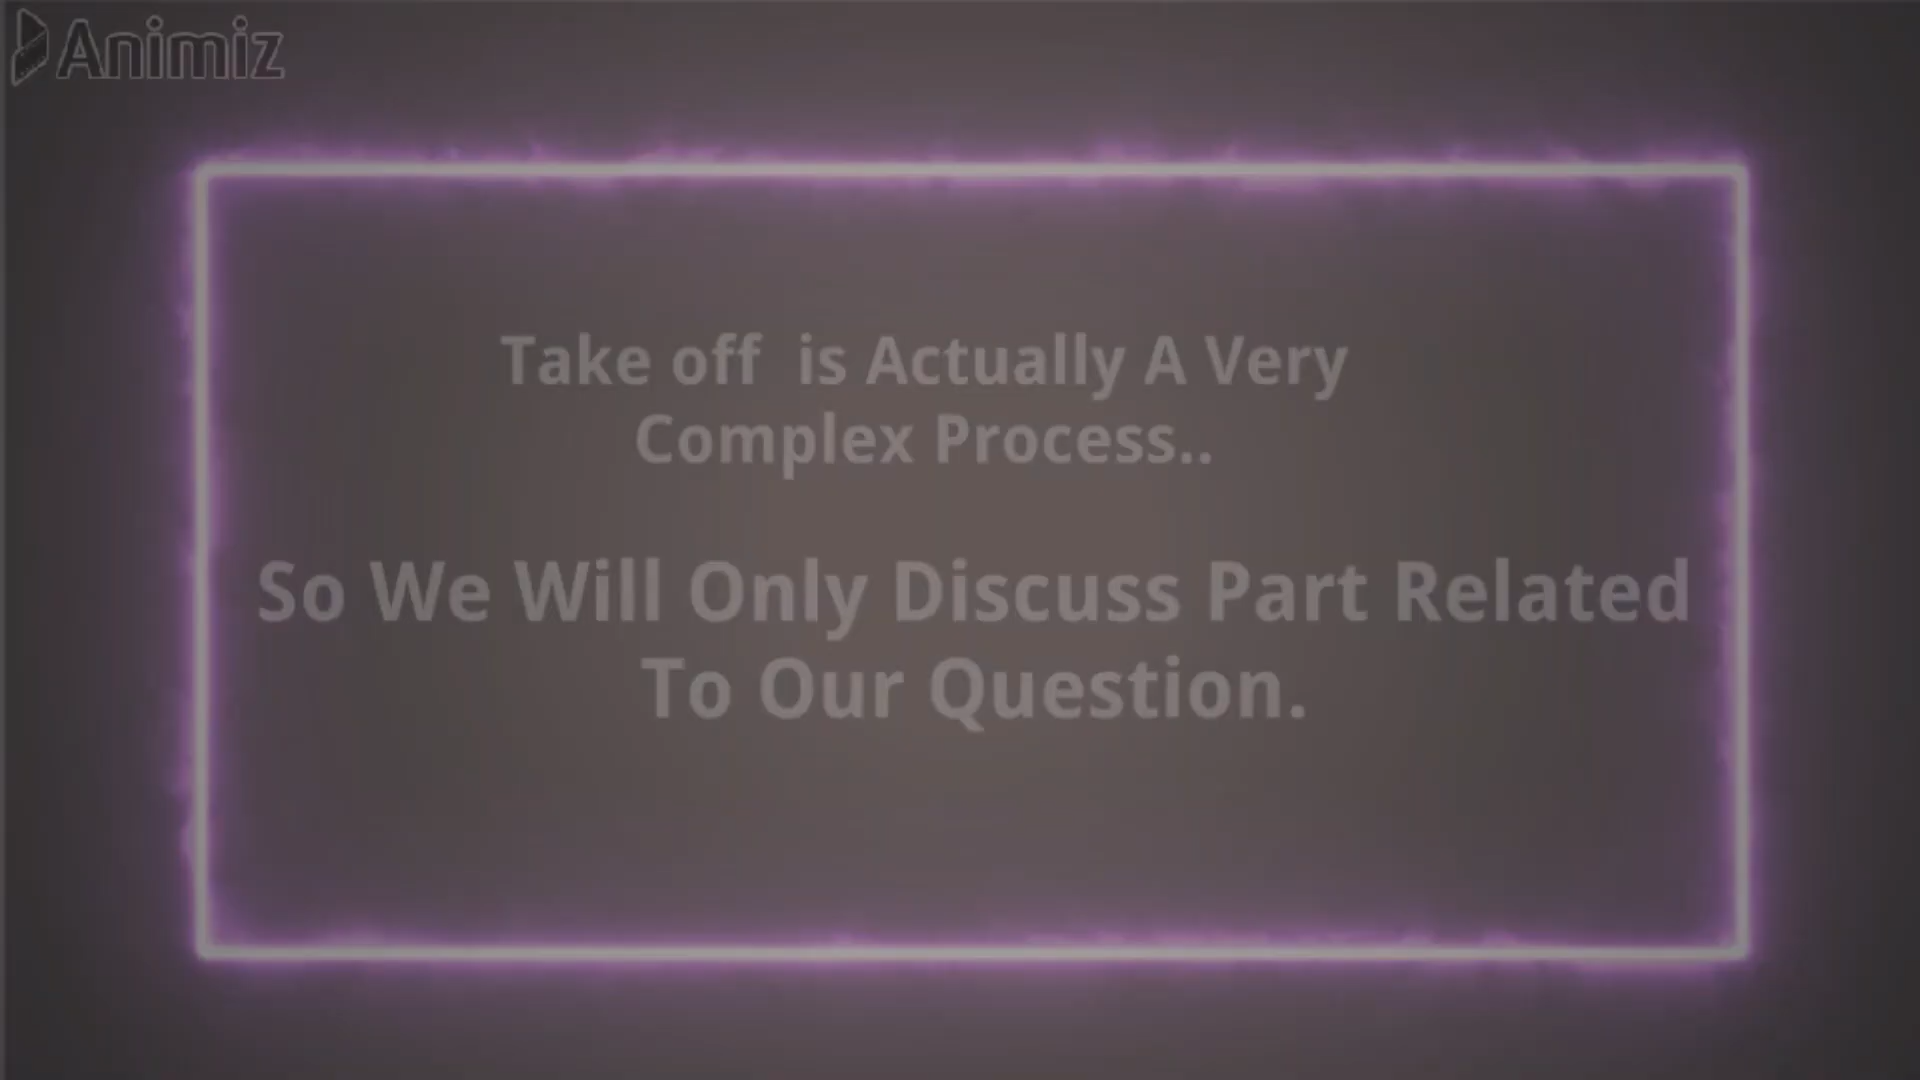 Animiz
Take off  is Actually A Very
Complex Process..
So We Will Only Discuss Part Related
To Our Question.